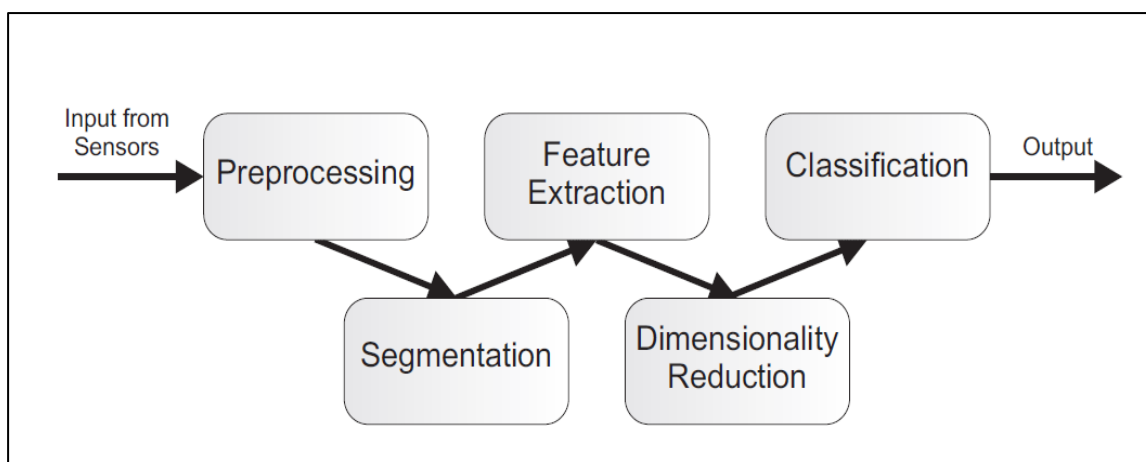 Input from
Sensors
Preprocessing
Segmentation
Feature
Extraction
Dimensionality
Reduction
Classification
Output